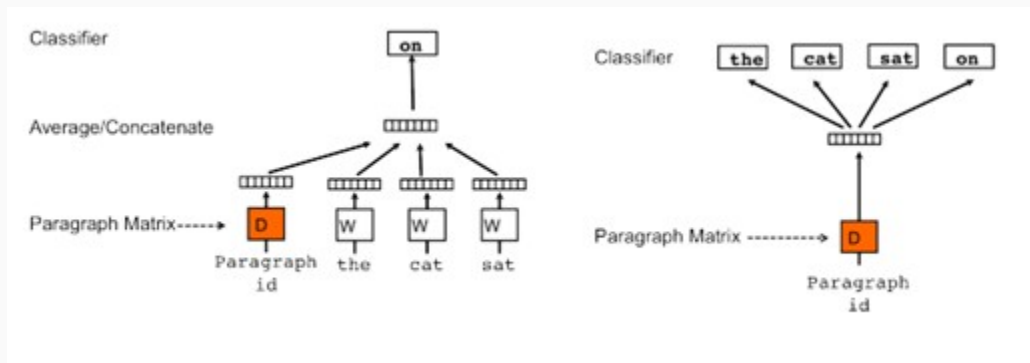 Classifier
on
Average/Concatenate
Paragraph Matrix
D
W
W
W
Paragraph
id
the
cat
sat
Classifier
the
cat
sat
on
Paragraph Matrix
D
Paragraph
id